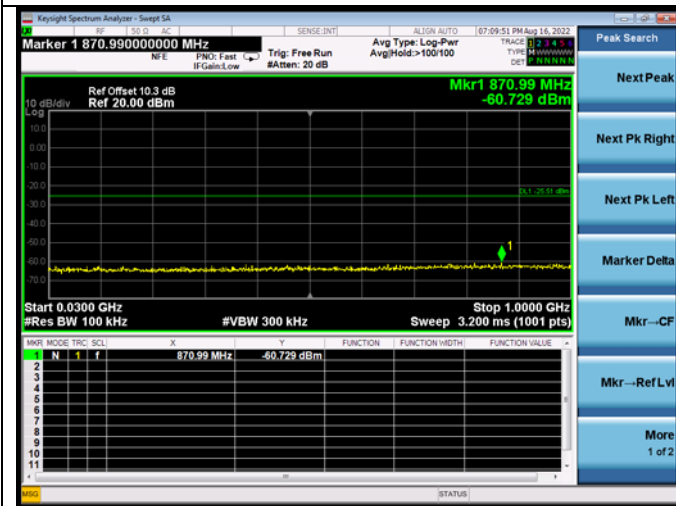 Keysight Spectrum Analyzer - Swept SA
RF 50 Ω AC SENSE:INT ALIGN AUTO 07:09:51 PM Aug 16, 2022
Marker 1 870.990000000 MHz
NFE PNO: Fast IFGain:Low
Trig: Free Run #Atten: 20 dB
Avg Type: Log-Pwr Avg|Hold:>100/100
TRACE 1 2 3 4 5 6
TYPE M WWWWW
DET P N N N N N
Peak Search
Next Peak
Next Pk Right
Next Pk Left
Marker Delta
Mkr→CF
Mkr→Ref Lvl
More
1 of 2
Mkr1 870.99 MHz
-60.729 dBm
Ref Offset 10.3 dB
10 dB/div Ref 20.00 dBm
Log
10.0
0.00
-10.0
-20.0
DL1 -25.51 dBm
-30.0
-40.0
-50.0
1
-60.0
-70.0
Start 0.0300 GHz Stop 1.0000 GHz
#Res BW 100 kHz #VBW 300 kHz Sweep 3.200 ms (1001 pts)
MKR MODE TRC SCL X Y FUNCTION FUNCTION WIDTH FUNCTION VALUE
1 N 1 f 870.99 MHz -60.729 dBm
2
3
4
5
6
7
8
9
10
11
MSG STATUS